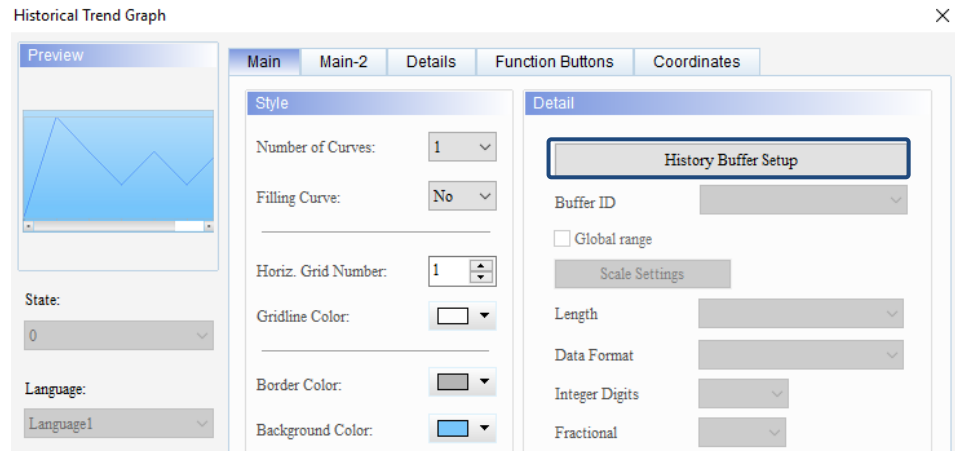 Historical Trend Graph
Preview
Main Main-2 Details Function Buttons Coordinates
Style
Detail
Number of Curves: 1
History Buffer Setup
Filling Curve: No
Buffer ID
Global range
Horiz. Grid Number: 1
Scale Settings
State:
Gridline Color:
Length
0
Data Format
Language:
Border Color:
Integer Digits
Language1
Background Color:
Fractional